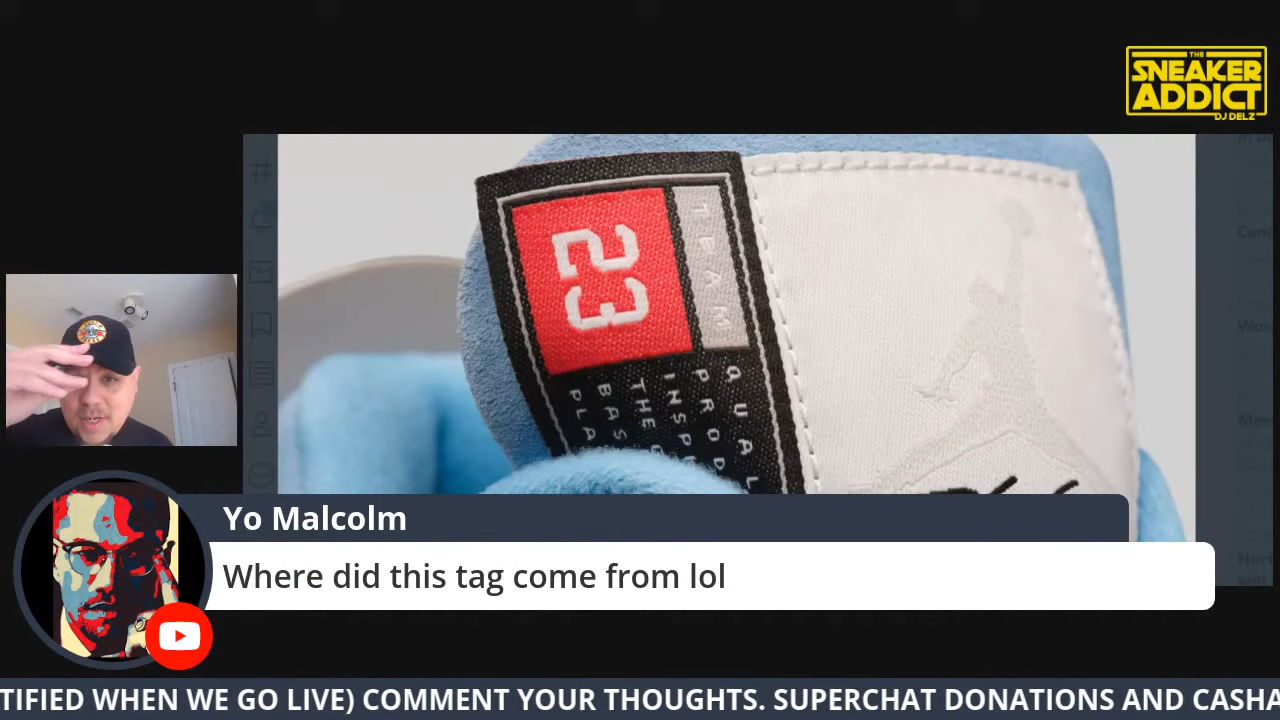 THE
SNEAKER
ADDICT
DJ DELZ
23
TEAM
QUAL
PROD
INSP
THE
BAS
PLA
Yo Malcolm
Where did this tag come from lol
TIFIED WHEN WE GO LIVE) COMMENT YOUR THOUGHTS. SUPERCHAT DONATIONS AND CASHA